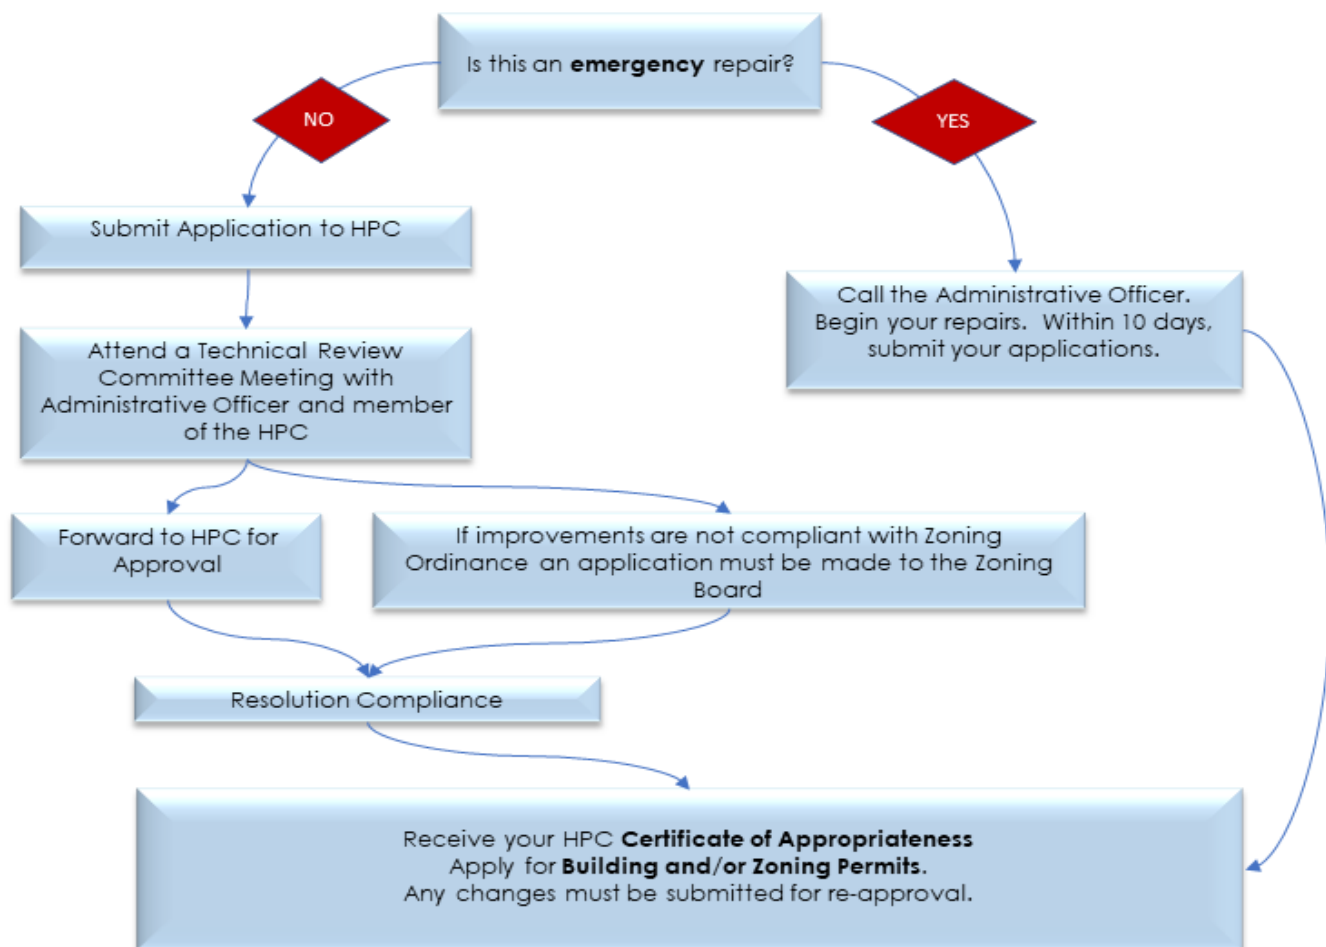 Is this an emergency repair?
NO
YES
Submit Application to HPC
Call the Administrative Officer.
Begin your repairs. Within 10 days,
submit your applications.
Attend a Technical Review
Committee Meeting with
Administrative Officer and member
of the HPC
Forward to HPC for
Approval
If improvements are not compliant with Zoning
Ordinance an application must be made to the Zoning
Board
Resolution Compliance
Receive your HPC Certificate of Appropriateness
Apply for Building and/or Zoning Permits.
Any changes must be submitted for re-approval.